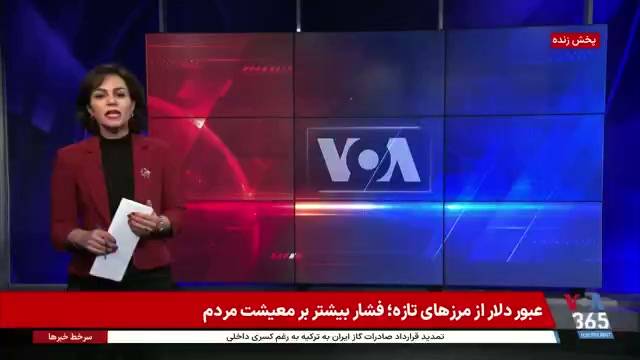 پخش زنده
VOA
عبور دلار از مرزهای تازه؛ فشار بیشتر بر معیشت مردم
VOA
365
سرخط خبرها
تمدید قرارداد صادرات گاز ایران به ترکیه به رغم کسری داخلی